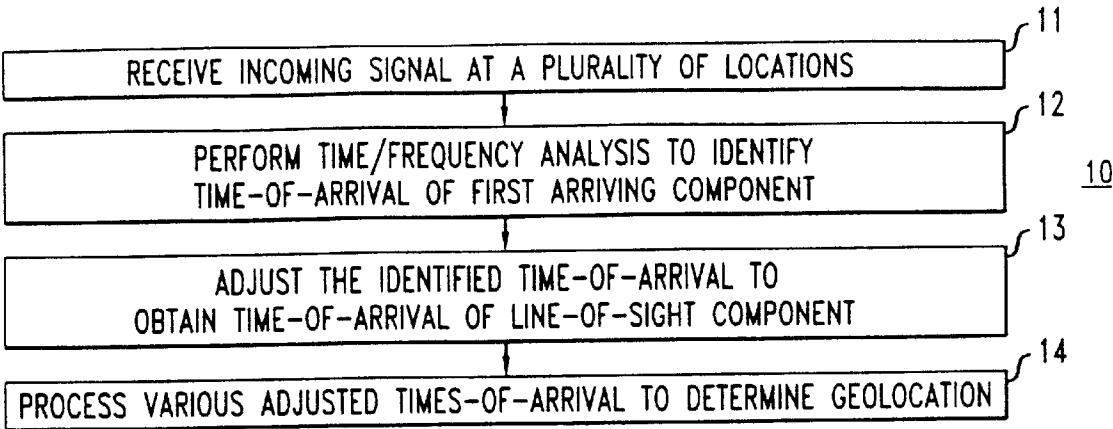 11
RECEIVE INCOMING SIGNAL AT A PLURALITY OF LOCATIONS
12
PERFORM TIME/FREQUENCY ANALYSIS TO IDENTIFY
TIME-OF-ARRIVAL OF FIRST ARRIVING COMPONENT
10
13
ADJUST THE IDENTIFIED TIME-OF-ARRIVAL TO
OBTAIN TIME-OF-ARRIVAL OF LINE-OF-SIGHT COMPONENT
14
PROCESS VARIOUS ADJUSTED TIMES-OF-ARRIVAL TO DETERMINE GEOLOCATION